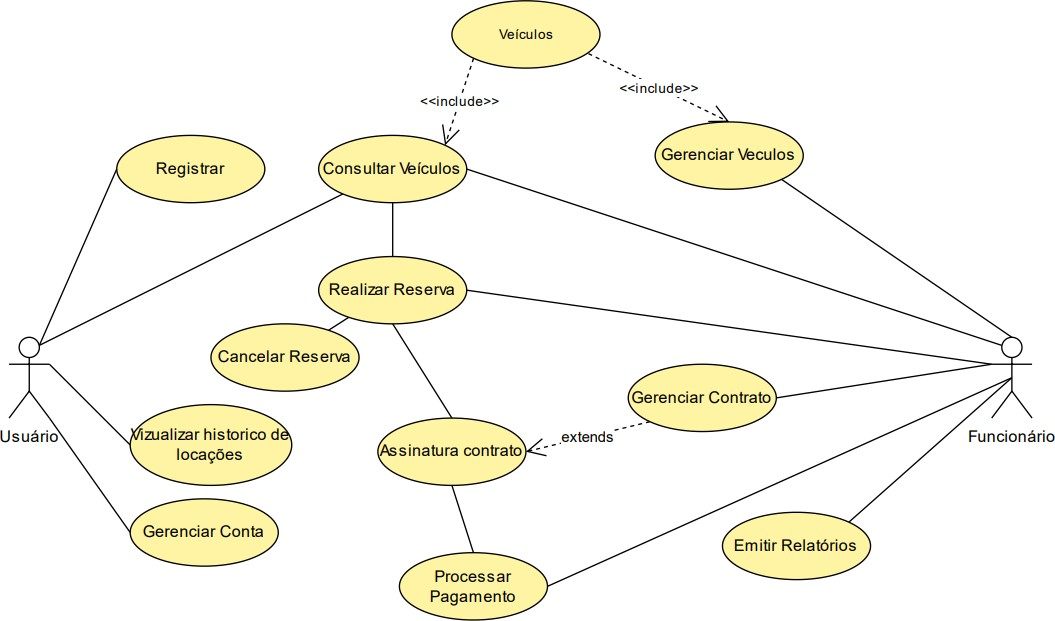 Veículos
<<include>>
<<include>>
Registrar
Consultar Veículos
Gerenciar Veculos
Realizar Reserva
Cancelar Reserva
Gerenciar Contrato
Usuário
Vizualizar historico de
locações
Assinatura contrato
extends
Funcionário
Gerenciar Conta
Emitir Relatórios
Processar
Pagamento